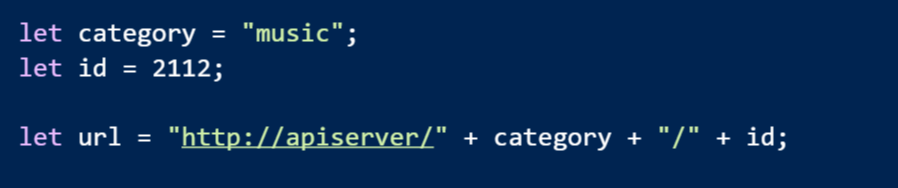 let category = "music";
let id = 2112;
let url = "http://apiserver/" + category + "/" + id;